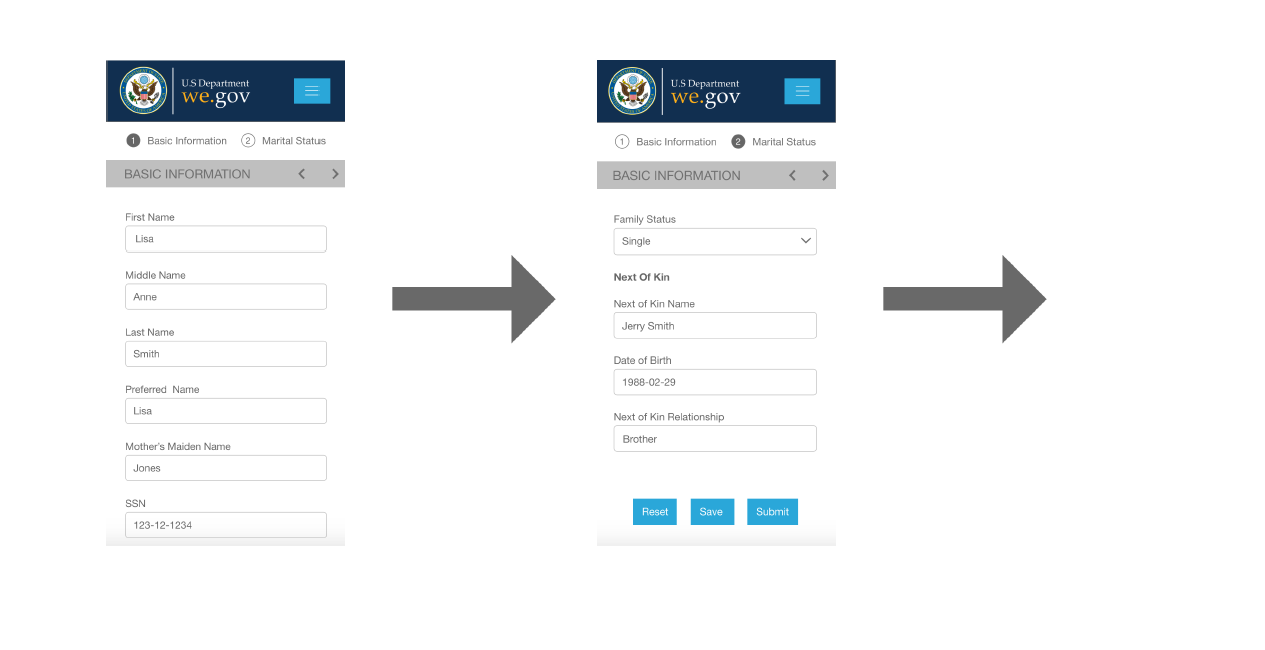 U.S Department
we.gov
1 Basic Information 2 Marital Status
BASIC INFORMATION
First Name
Lisa
Middle Name
Anne
Last Name
Smith
Preferred Name
Lisa
Mother's Maiden Name
Jones
SSN
123-12-1234
U.S Department
we.gov
1 Basic Information 2 Marital Status
BASIC INFORMATION
Family Status
Single
Next Of Kin
Next of Kin Name
Jerry Smith
Date of Birth
1988-02-29
Next of Kin Relationship
Brother
Reset Save Submit